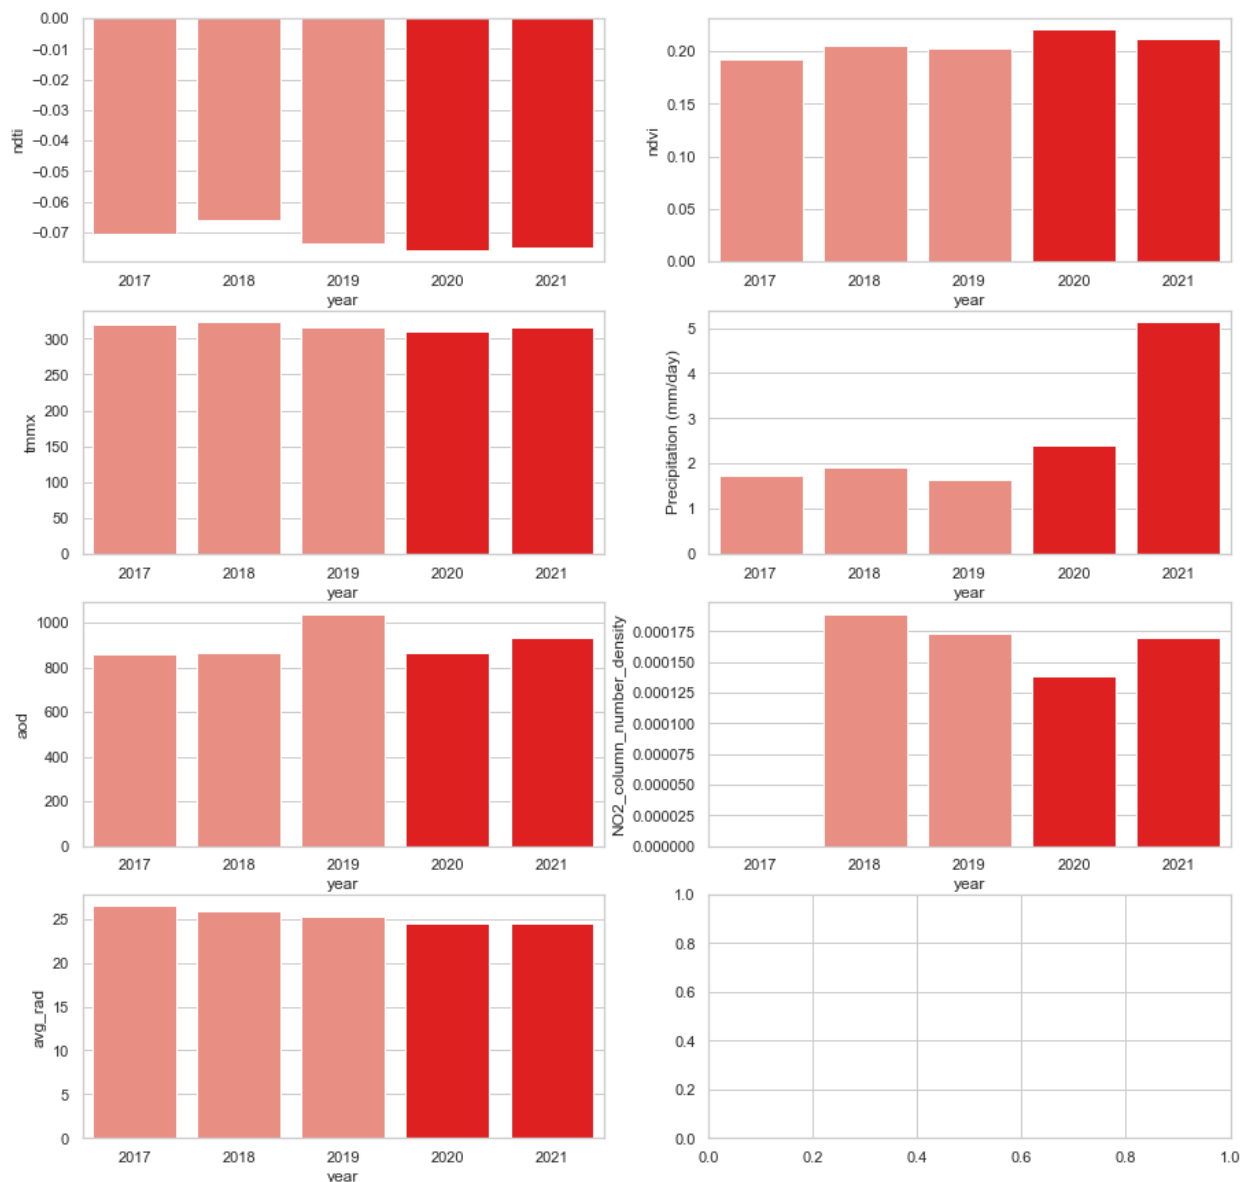 0.00
−0.01
−0.02
−0.03
−0.04
−0.05
−0.06
−0.07
ndti
2017 2018 2019 2020 2021
year
0.20
0.15
0.10
0.05
0.00
ndvi
2017 2018 2019 2020 2021
year
300
250
200
150
100
50
0
tmmx
2017 2018 2019 2020 2021
year
5
4
3
2
1
0
Precipitation (mm/day)
2017 2018 2019 2020 2021
year
1000
800
600
400
200
0
aod
2017 2018 2019 2020 2021
year
0.000175
0.000150
0.000125
0.000100
0.000075
0.000050
0.000025
0.000000
NO2_column_number_density
2017 2018 2019 2020 2021
year
25
20
15
10
5
0
avg_rad
2017 2018 2019 2020 2021
year
1.0
0.8
0.6
0.4
0.2
0.0
0.0 0.2 0.4 0.6 0.8 1.0